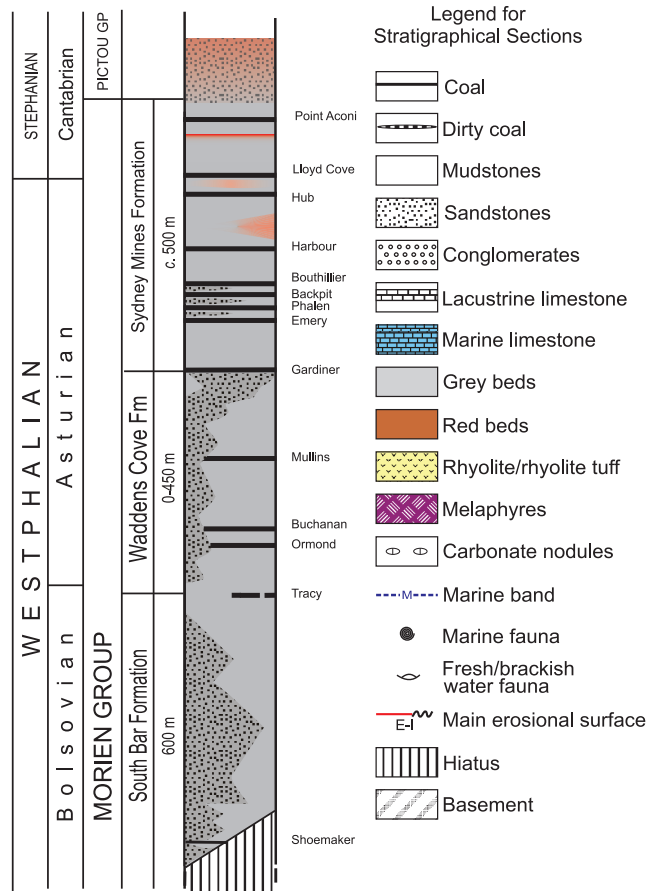 STEPHANIAN
WESTPHALIAN
Cantabrian
Asturian
Bolsovian
PICTOU GP
MORIEN GROUP
Sydney Mines Formation
c. 500 m
Waddens Cove Fm
0-450 m
South Bar Formation
600 m
Point Aconi
Lloyd Cove
Hub
Harbour
Bouthillier
Backpit
Phalen
Emery
Gardiner
Mullins
Buchanan
Ormond
Tracy
Shoemaker
Legend for
Stratigraphical Sections
Coal
Dirty coal
Mudstones
Sandstones
Conglomerates
Lacustrine limestone
Marine limestone
Grey beds
Red beds
Rhyolite/rhyolite tuff
Melaphyres
Carbonate nodules
M Marine band
Marine fauna
Fresh/brackish
water fauna
E-I Main erosional surface
Hiatus
Basement